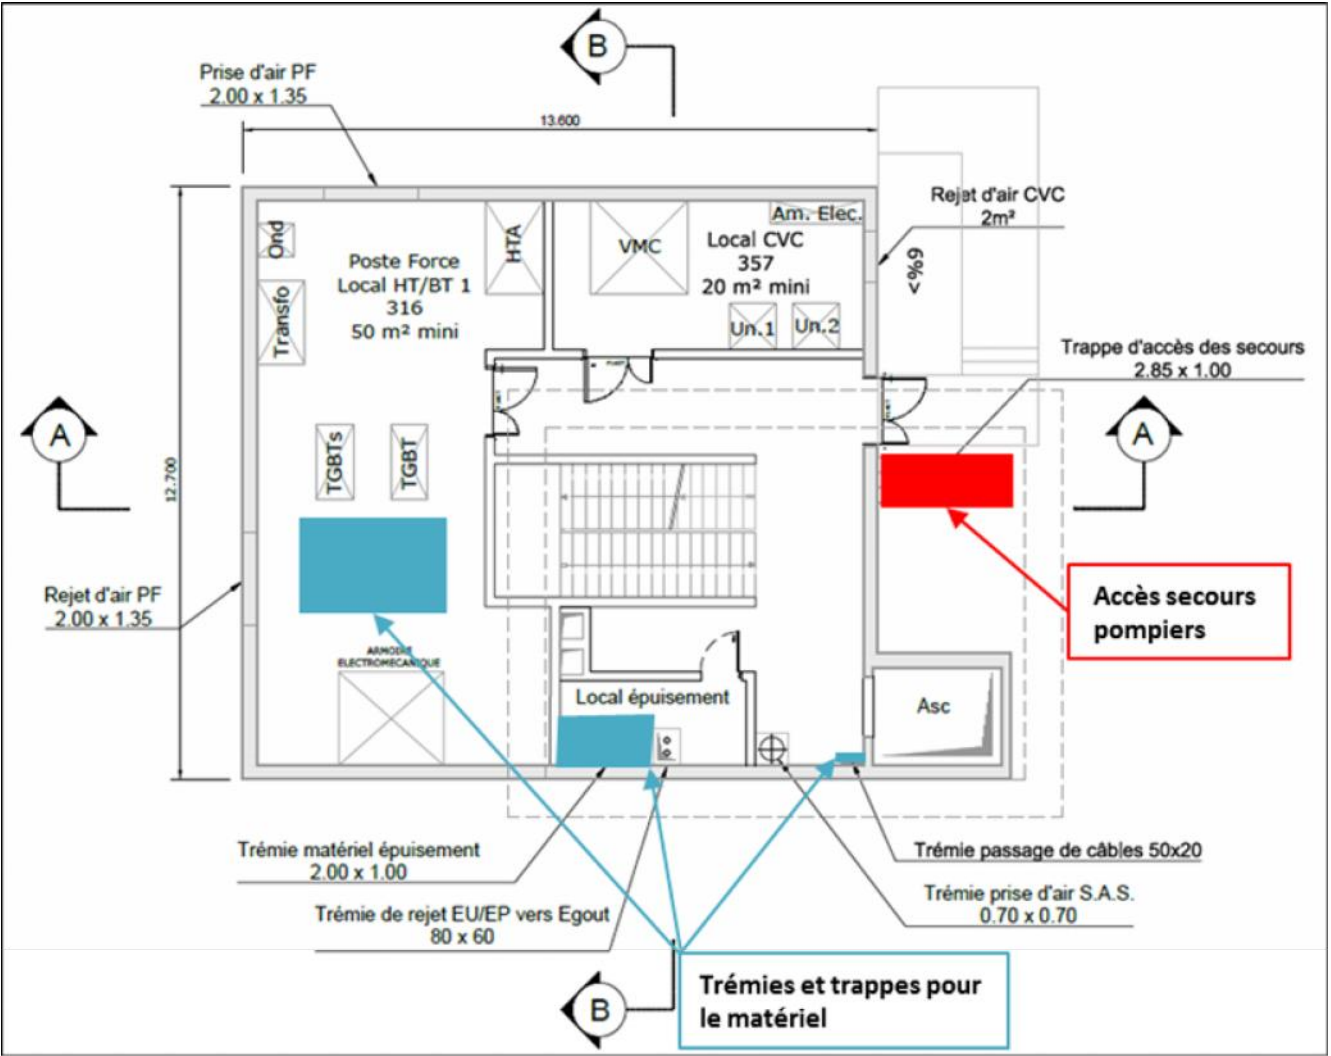 B
Prise d'air PF
2.00 x 1.35
13.600
Rejet d'air CVC
2m²
Am. Elec.
Ond
HTA
VMC
Local CVC
357
20 m² mini
Poste Force
Local HT/BT 1
316
50 m² mini
<%6
Transfo
Un.1
Un.2
Trappe d'accès des secours
2.85 x 1.00
A
A
TGBTs
TGBT
12.700
Rejet d'air PF
2.00 x 1.35
Accès secours
pompiers
ARMOIRE
ELECTROMECANIQUE
Local épuisement
Asc
Trémie matériel épuisement
2.00 x 1.00
Trémie passage de câbles 50x20
Trémie prise d'air S.A.S.
0.70 x 0.70
Trémie de rejet EU/EP vers Egout
80 x 60
B
Trémies et trappes pour
le matériel